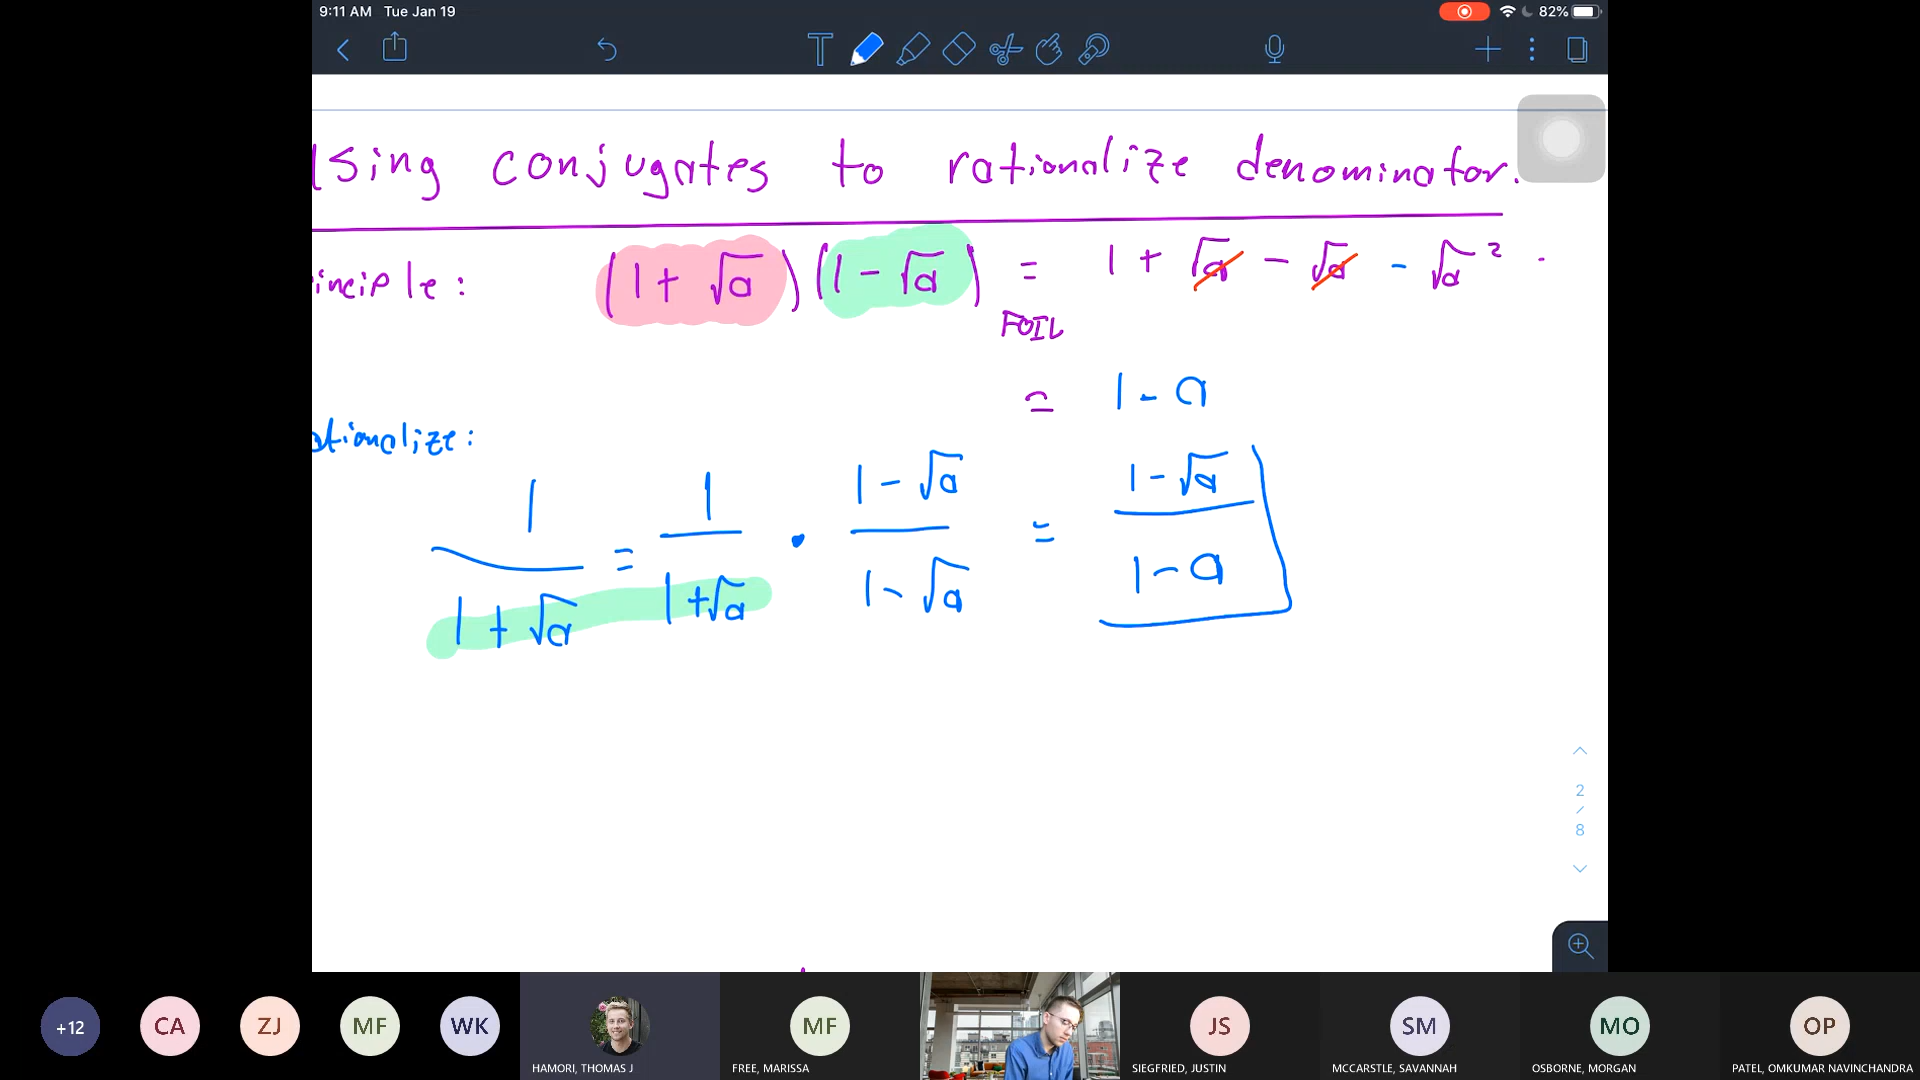 9:11 AM Tue Jan 19
82%
Using conjugates to rationalize denominator.
inciple: (1 + √a)(1 - √a) = 1 + √a - √a - √a²
FOIL
= 1 - a
ationalize:
1/(1 + √a) = 1/(1 + √a) · (1 - √a)/(1 - √a) = (1 - √a)/(1 - a)
2
/
8
+12
CA
ZJ
MF
WK
HAMORI, THOMAS J
MF
FREE, MARISSA
JS
SIEGFRIED, JUSTIN
SM
MCCARSTLE, SAVANNAH
MO
OSBORNE, MORGAN
OP
PATEL, OMKUMAR NAVINCHANDRA